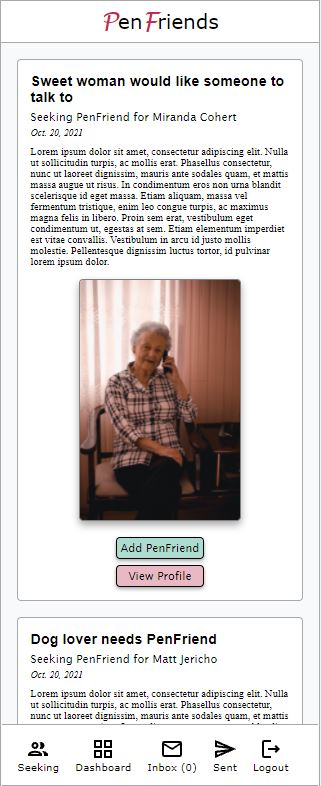 PenFriends
Sweet woman would like someone to
talk to
Seeking PenFriend for Miranda Cohert
Oct. 20, 2021
Lorem ipsum dolor sit amet, consectetur adipiscing elit. Nulla
ut sollicitudin turpis, ac mollis erat. Phasellus consectetur,
nunc ut laoreet dignissim, mauris ante sodales quam, et mattis
massa augue ut risus. In condimentum eros non urna blandit
scelerisque id eget massa. Etiam aliquam, massa vel
fermentum tristique, enim leo congue turpis, ac maximus
magna felis in libero. Proin sem erat, vestibulum eget
condimentum ut, egestas at sem. Etiam elementum imperdiet
est vitae convallis. Vestibulum in arcu id justo mollis
molestie. Pellentesque dignissim luctus tortor, id pulvinar
lorem ipsum dolor.
Add PenFriend
View Profile
Dog lover needs PenFriend
Seeking PenFriend for Matt Jericho
Oct. 20, 2021
Lorem ipsum dolor sit amet, consectetur adipiscing elit. Nulla
ut sollicitudin turpis, ac mollis erat. Phasellus consectetur,
nunc ut laoreet dignissim, mauris ante sodales quam, et mattis
Seeking Dashboard Inbox (0) Sent Logout